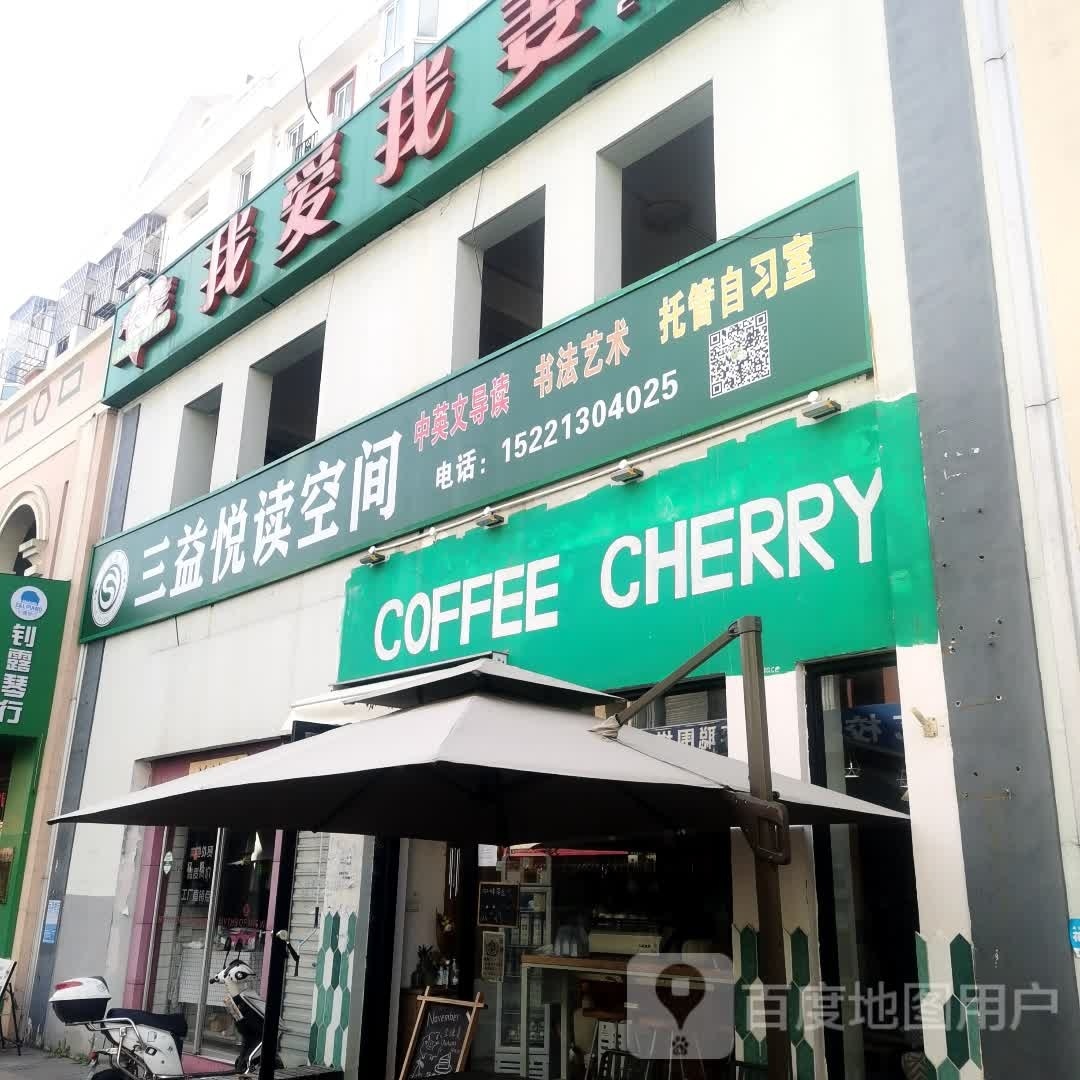 我爱我妻
三益悦读空间
中英文导读 书法艺术 托管自习室
电话：15221304025
COFFEE CHERRY
钊露琴行
November
百度地图用户